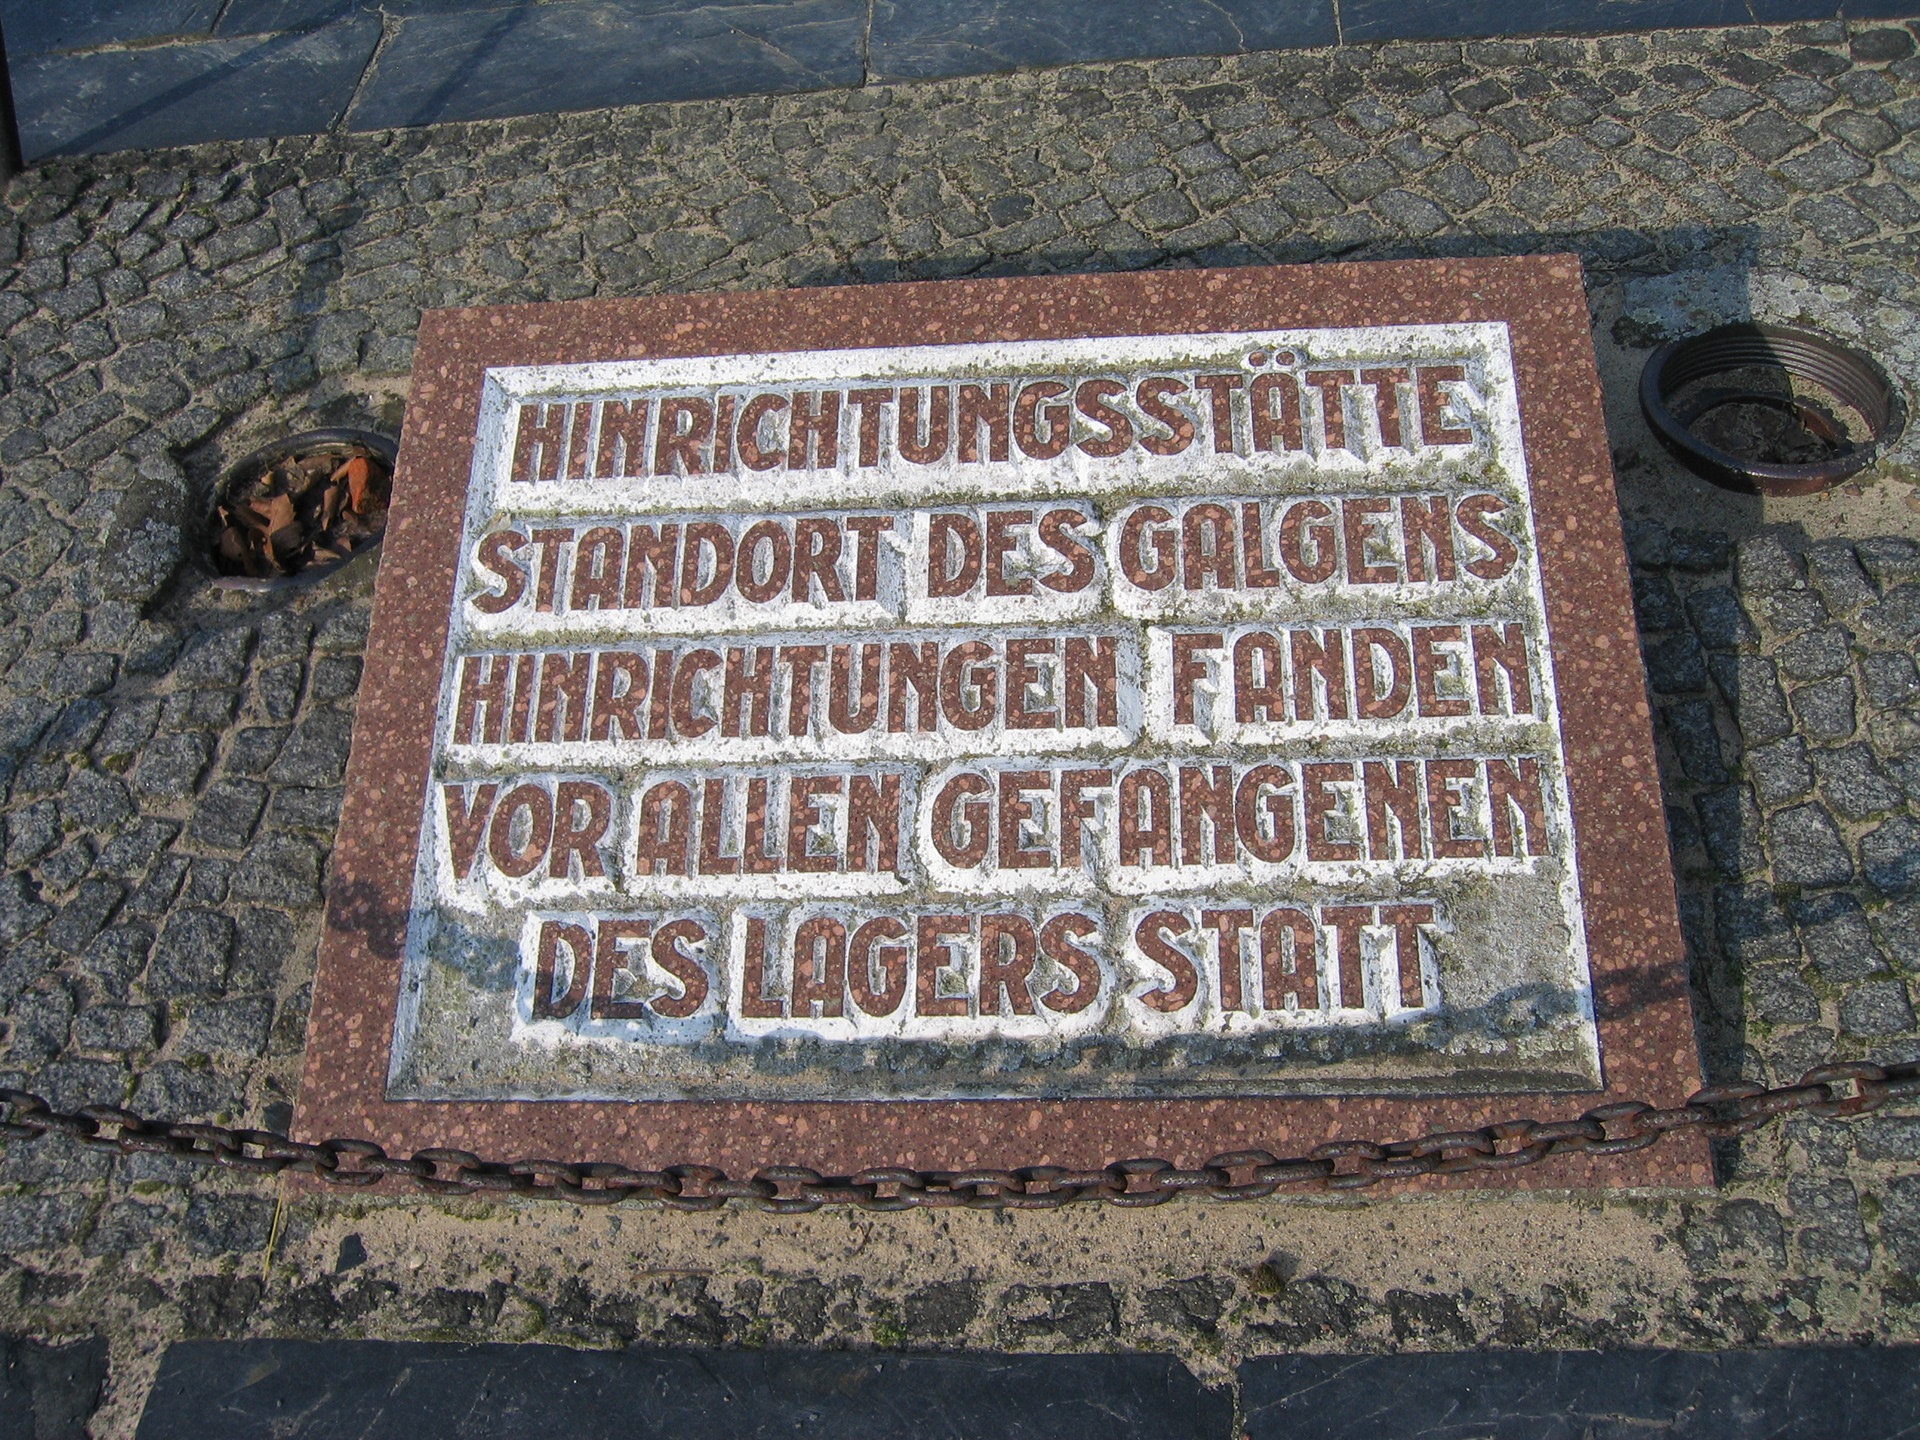 HINRICHTUNGSSTÄTTE
STANDORT DES GALGENS
HINRICHTUNGEN FANDEN
VOR ALLEN GEFANGENEN
DES LAGERS STATT